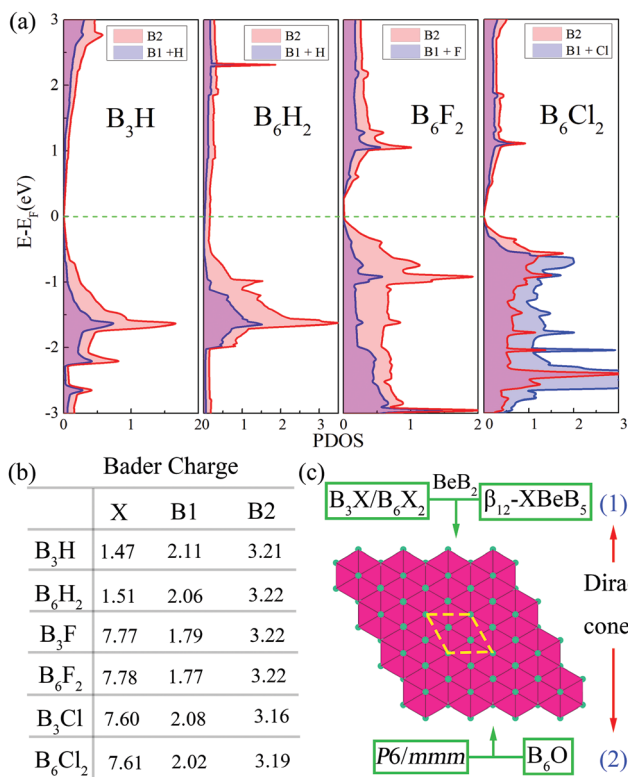 (a)
B2
B1 +H
B2
B1 + H
B2
B1 + F
B2
B1 + Cl
B₃H
B₆H₂
B₆F₂
B₆Cl₂
E-E_F(eV)
3
2
1
0
-1
-2
-3
0 1 2
0 1 2 3
0 1 2
0 1 2 3
PDOS
(b)
Bader Charge
X B1 B2
B₃H 1.47 2.11 3.21
B₆H₂ 1.51 2.06 3.22
B₃F 7.77 1.79 3.22
B₆F₂ 7.78 1.77 3.22
B₃Cl 7.60 2.08 3.16
B₆Cl₂ 7.61 2.02 3.19
(c)
B₃X/B₆X₂ BeB₂ β₁₂-XBeB₅ (1)
Dira
cone
P6/mmm B₆O (2)